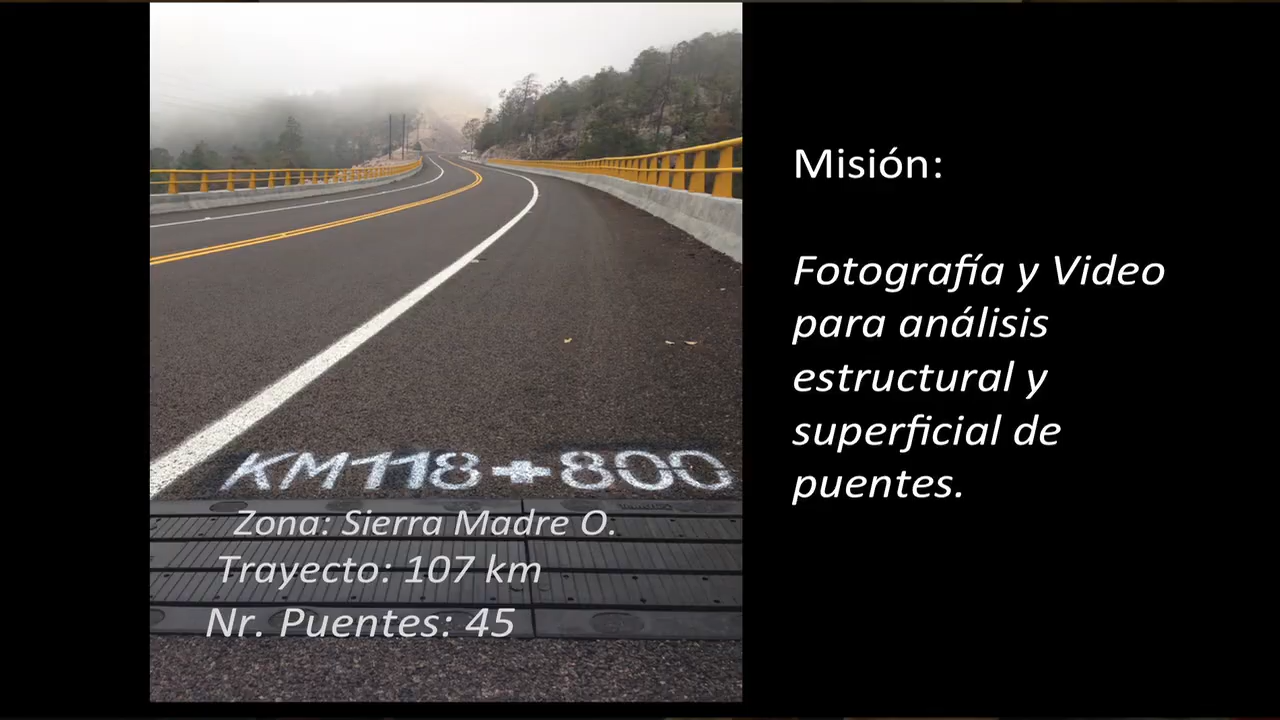 KM118+800
Zona: Sierra Madre O.
Trayecto: 107 km
Nr. Puentes: 45
Misión:
Fotografía y Video
para análisis
estructural y
superficial de
puentes.